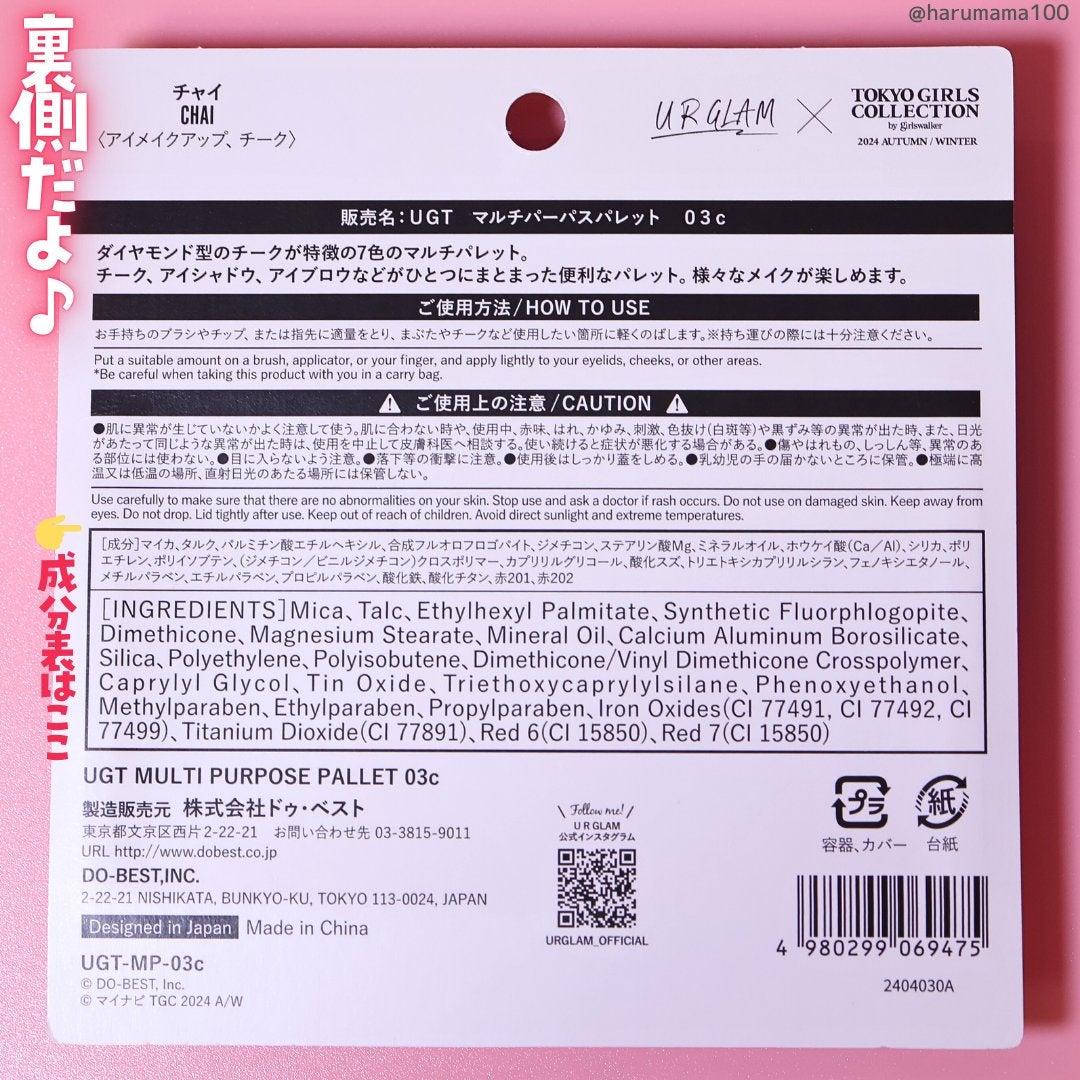 @harumama100
裏側だよ♪
チャイ
CHAI
〈アイメイクアップ、チーク〉
UR GLAM
×
TOKYO GIRLS
COLLECTION
by girlswalker
2024 AUTUMN / WINTER
販売名：UGT マルチパーパスパレット 03c
ダイヤモンド型のチークが特徴の7色のマルチパレット。
チーク、アイシャドウ、アイブロウなどがひとつにまとまった便利なパレット。様々なメイクが楽しめます。
ご使用方法/HOW TO USE
お手持ちのブラシやチップ、または指先に適量をとり、まぶたやチークなど使用したい箇所に軽くのばします。※持ち運びの際には十分注意ください。
Put a suitable amount on a brush, applicator, or your finger, and apply lightly to your eyelids, cheeks, or other areas.
*Be careful when taking this product with you in a carry bag.
⚠ ご使用上の注意/CAUTION ⚠
●肌に異常が生じていないかよく注意して使う。肌に合わない時や、使用中、赤味、はれ、かゆみ、刺激、色抜け(白斑等)や黒ずみ等の異常が出た時、また、日光
があたって同じような異常が出た時は、使用を中止して皮膚科医へ相談する。使い続けると症状が悪化する場合がある。●傷やはれもの、しっしん等、異常のあ
る部位には使わない。●目に入らないよう注意。●落下等の衝撃に注意。●使用後はしっかり蓋をしめる。●乳幼児の手の届かないところに保管。●極端に高
温又は低温の場所、直射日光のあたる場所には保管しない。
Use carefully to make sure that there are no abnormalities on your skin. Stop use and ask a doctor if rash occurs. Do not use on damaged skin. Keep away from
eyes. Do not drop. Lid tightly after use. Keep out of reach of children. Avoid direct sunlight and extreme temperatures.
👉成分表はここ
[成分]マイカ、タルク、パルミチン酸エチルヘキシル、合成フルオロフロゴパイト、ジメチコン、ステアリン酸Mg、ミネラルオイル、ホウケイ酸(Ca/Al)、シリカ、ポリ
エチレン、ポリイソブテン、(ジメチコン/ビニルジメチコン)クロスポリマー、カプリリルグリコール、酸化スズ、トリエトキシカプリリルシラン、フェノキシエタノール、
メチルパラベン、エチルパラベン、プロピルパラベン、酸化鉄、酸化チタン、赤201、赤202
[INGREDIENTS]Mica、Talc、Ethylhexyl Palmitate、Synthetic Fluorphlogopite、
Dimethicone、Magnesium Stearate、Mineral Oil、Calcium Aluminum Borosilicate、
Silica、Polyethylene、Polyisobutene、Dimethicone/Vinyl Dimethicone Crosspolymer、
Caprylyl Glycol、Tin Oxide、Triethoxycaprylylsilane、Phenoxyethanol、
Methylparaben、Ethylparaben、Propylparaben、Iron Oxides(CI 77491, CI 77492, CI
77499)、Titanium Dioxide(CI 77891)、Red 6(CI 15850)、Red 7(CI 15850)
UGT MULTI PURPOSE PALLET 03c
製造販売元 株式会社ドゥ・ベスト
東京都文京区西片2-22-21 お問い合わせ先 03-3815-9011
URL http://www.dobest.co.jp
DO-BEST,INC.
2-22-21 NISHIKATA, BUNKYO-KU, TOKYO 113-0024, JAPAN
Designed in Japan Made in China
UGT-MP-03c
© DO-BEST, Inc.
© マイナビ TGC 2024 A/W
\ Follow me! /
UR GLAM
公式インスタグラム
URGLAM_OFFICIAL
プラ
容器、カバー
紙
台紙
4 980299 069475
2404030A